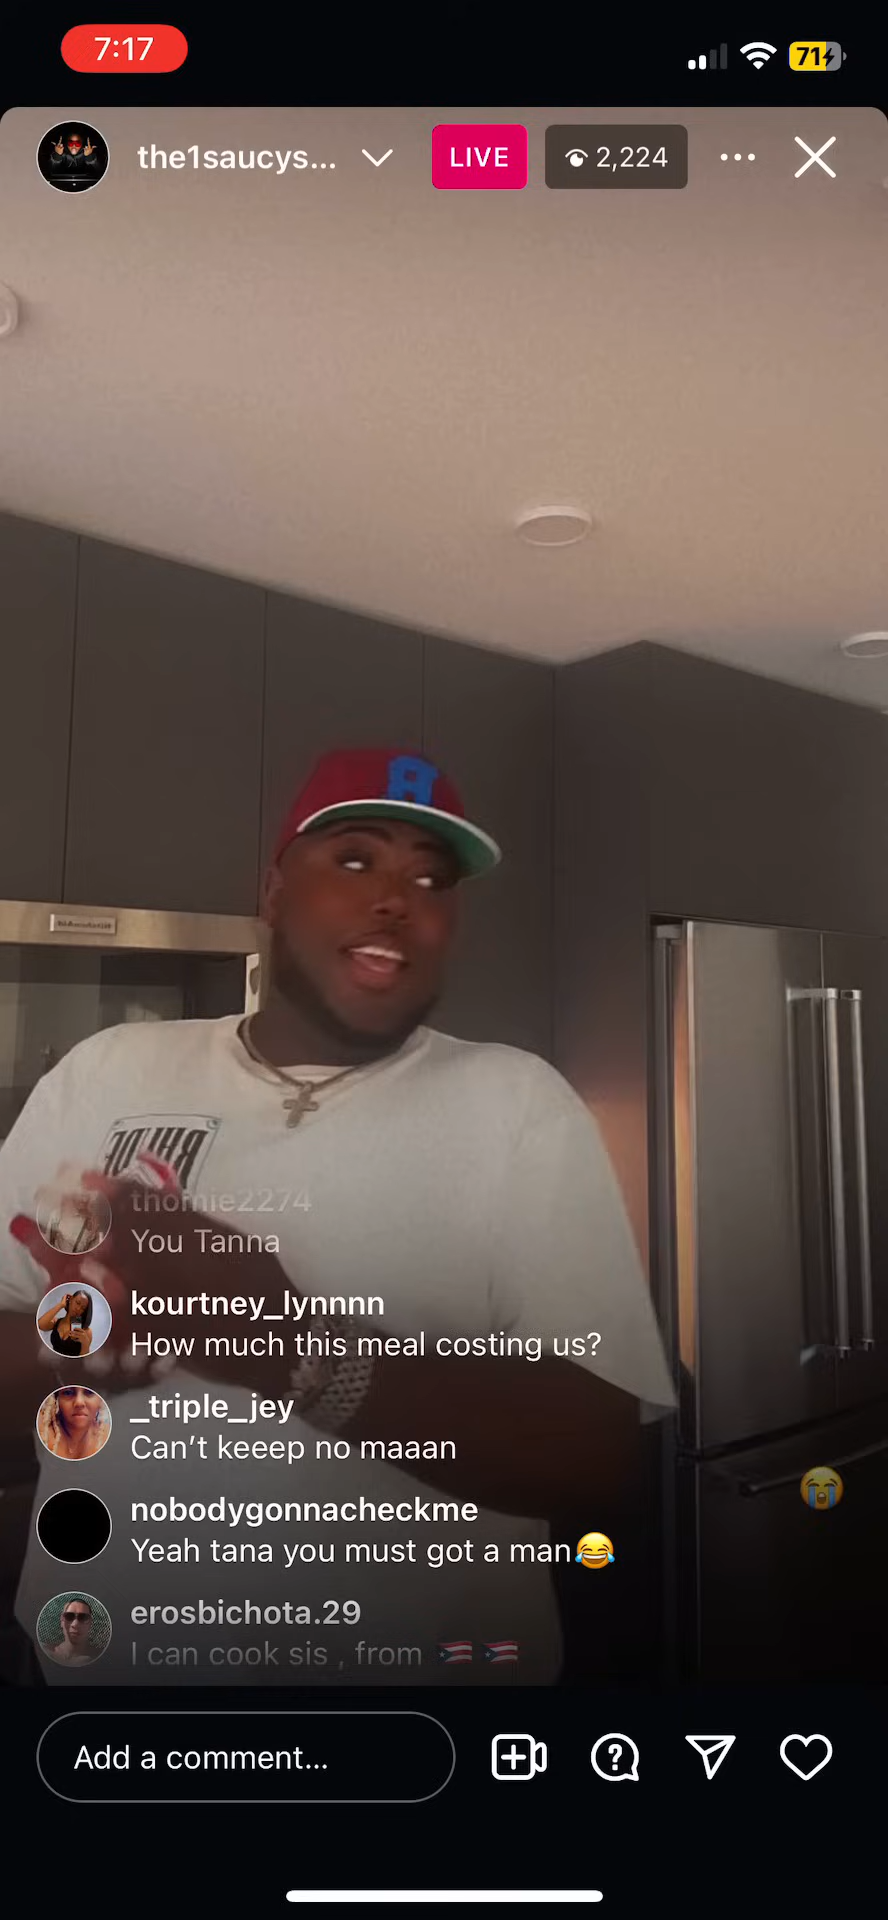 7:17
71
the1saucys...
LIVE
2,224
thomie2274
You Tanna
kourtney_lynnnn
How much this meal costing us?
_triple_jey
Can’t keeep no maaan
nobodygonnacheckme
Yeah tana you must got a man😂
erosbichota.29
I can cook sis , from 🇵🇷 🇵🇷
Add a comment...